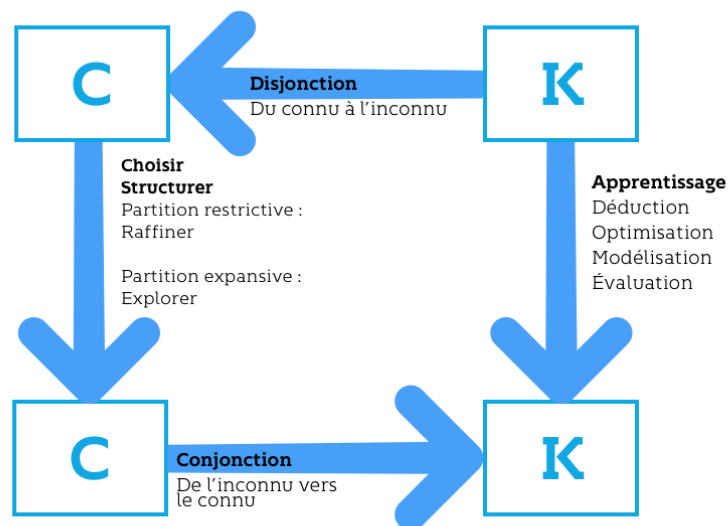 C
K
Disjonction
Du connu à l'inconnu
Choisir
Structurer
Partition restrictive :
Raffiner
Partition expansive :
Explorer
Apprentissage
Déduction
Optimisation
Modélisation
Évaluation
C
K
Conjonction
De l'inconnu vers
le connu